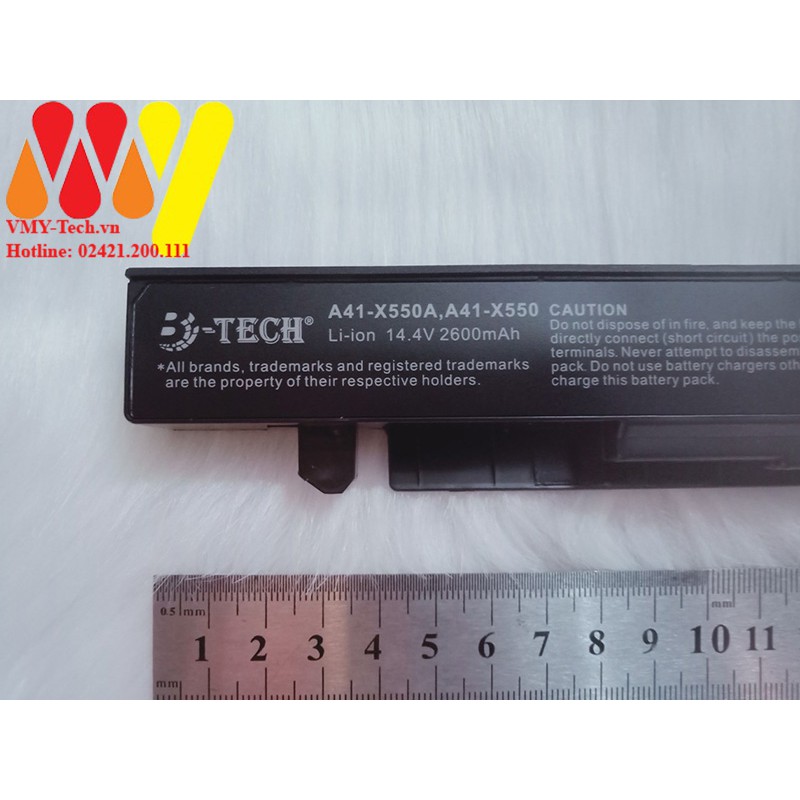 VMY-Tech.vn
Hotline: 02421.200.111
B-TECH®
A41-X550A,A41-X550
Li-ion 14.4V 2600mAh
*All brands, trademarks and registered trademarks
are the property of their respective holders.
CAUTION
Do not dispose of in fire, and keep the
directly connect (short circuit) the
terminals. Never attempt to
pack. Do not use battery chargers
charge this battery pack.
0.5 mm
mm
1 2 3 4 5 6 7 8 9 10 11
mm